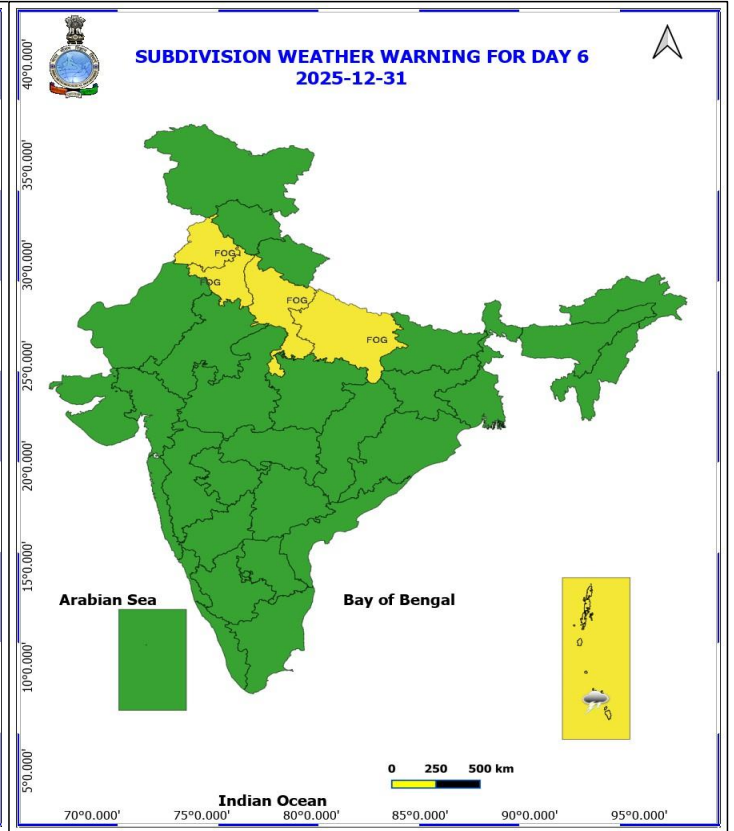 SUBDIVISION WEATHER WARNING FOR DAY 6
2025-12-31
40°0.000'
35°0.000'
30°0.000'
25°0.000'
20°0.000'
15°0.000'
10°0.000'
5°0.000'
FOG
FOG
FOG
FOG
Arabian Sea
Bay of Bengal
0 250 500 km
Indian Ocean
70°0.000' 75°0.000' 80°0.000' 85°0.000' 90°0.000' 95°0.000'